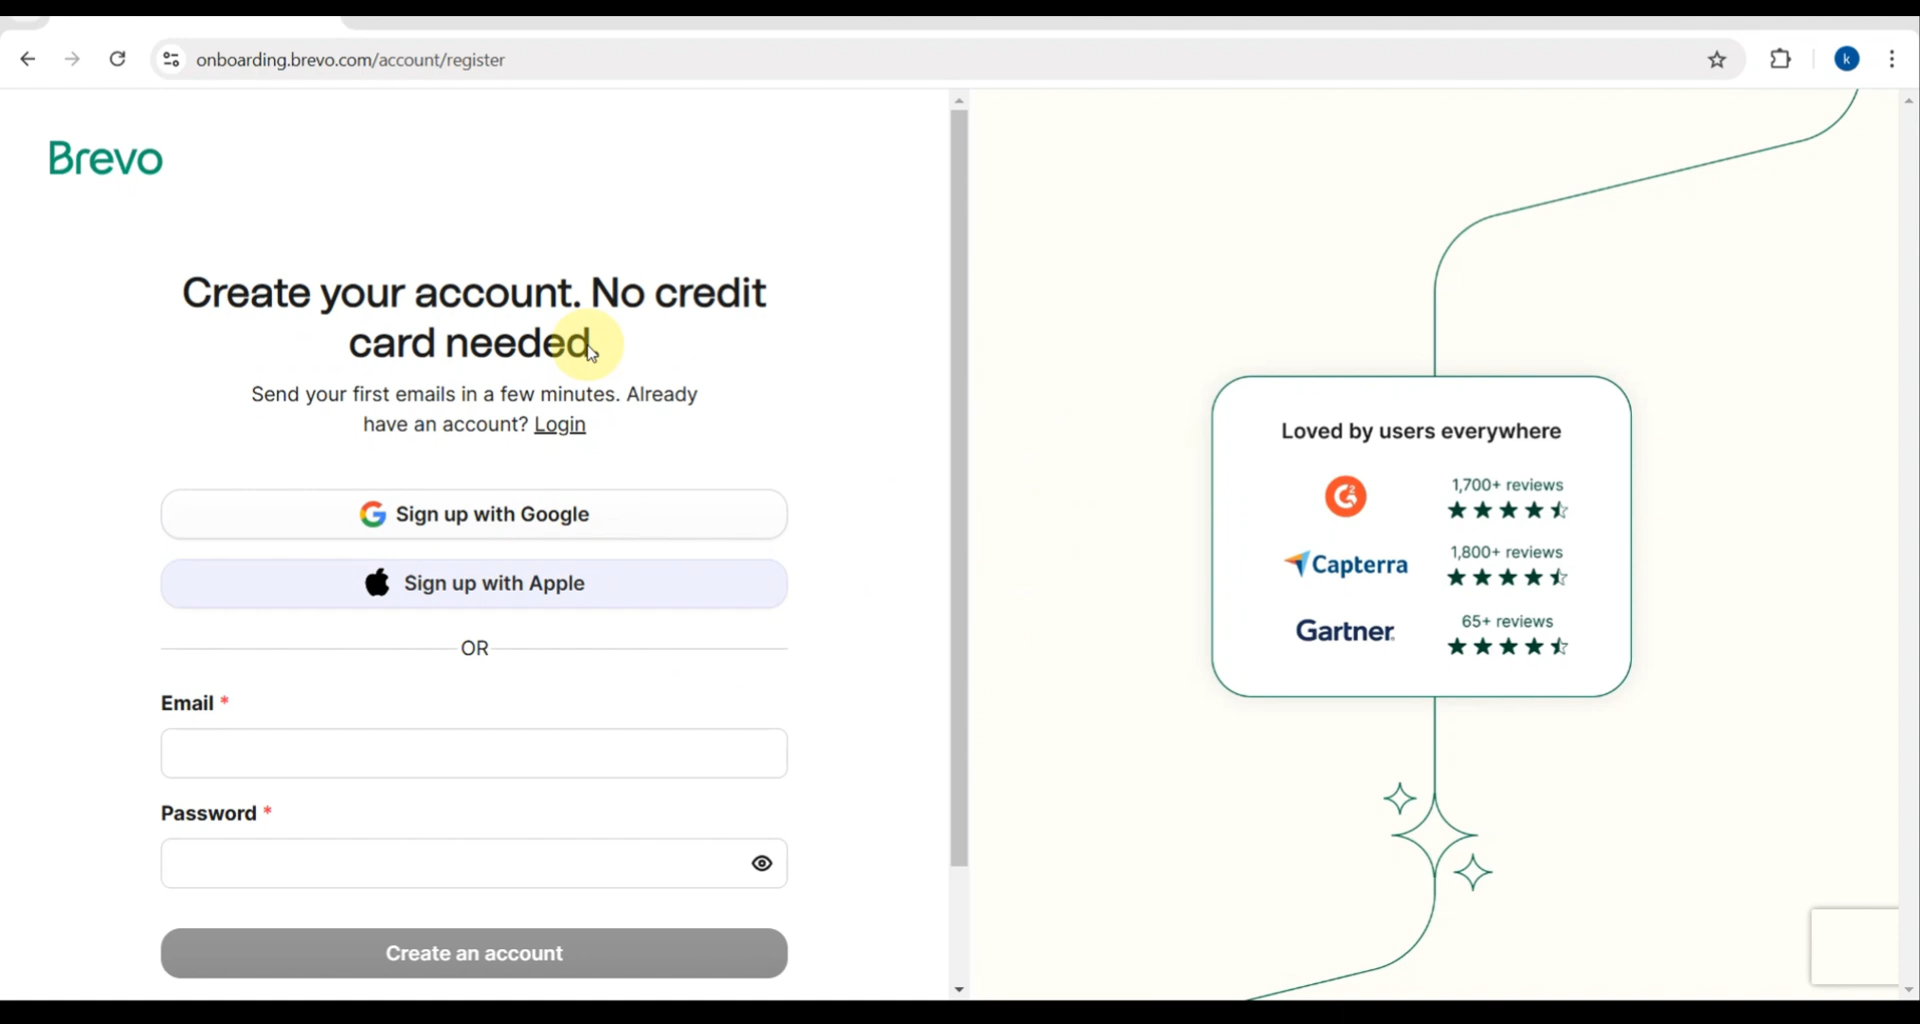 onboarding.brevo.com/account/register
k
Brevo
Create your account. No credit
card needed.
Send your first emails in a few minutes. Already
have an account? Login
Sign up with Google
Sign up with Apple
OR
Email *
Password *
Create an account
Loved by users everywhere
G2
1,700+ reviews
Capterra
1,800+ reviews
Gartner.
65+ reviews